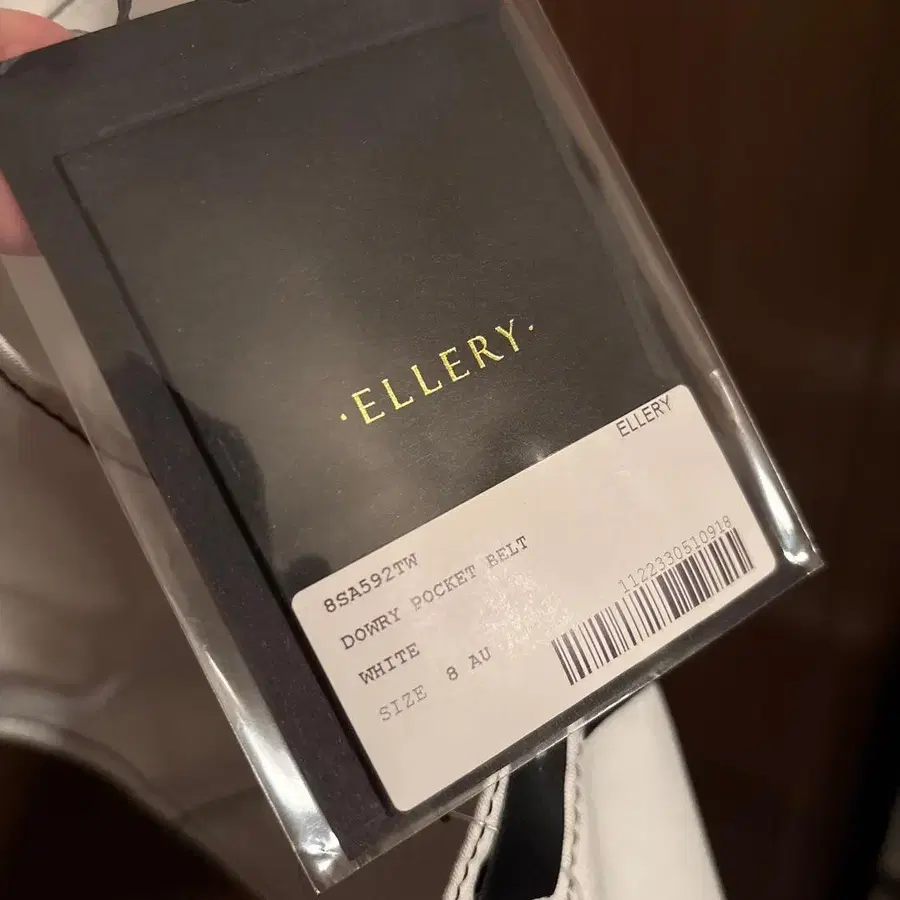 ·ELLERY·
ELLERY
8SA592TW
DOWRY POCKET BELT
WHITE
SIZE 8 AU
1122330510918